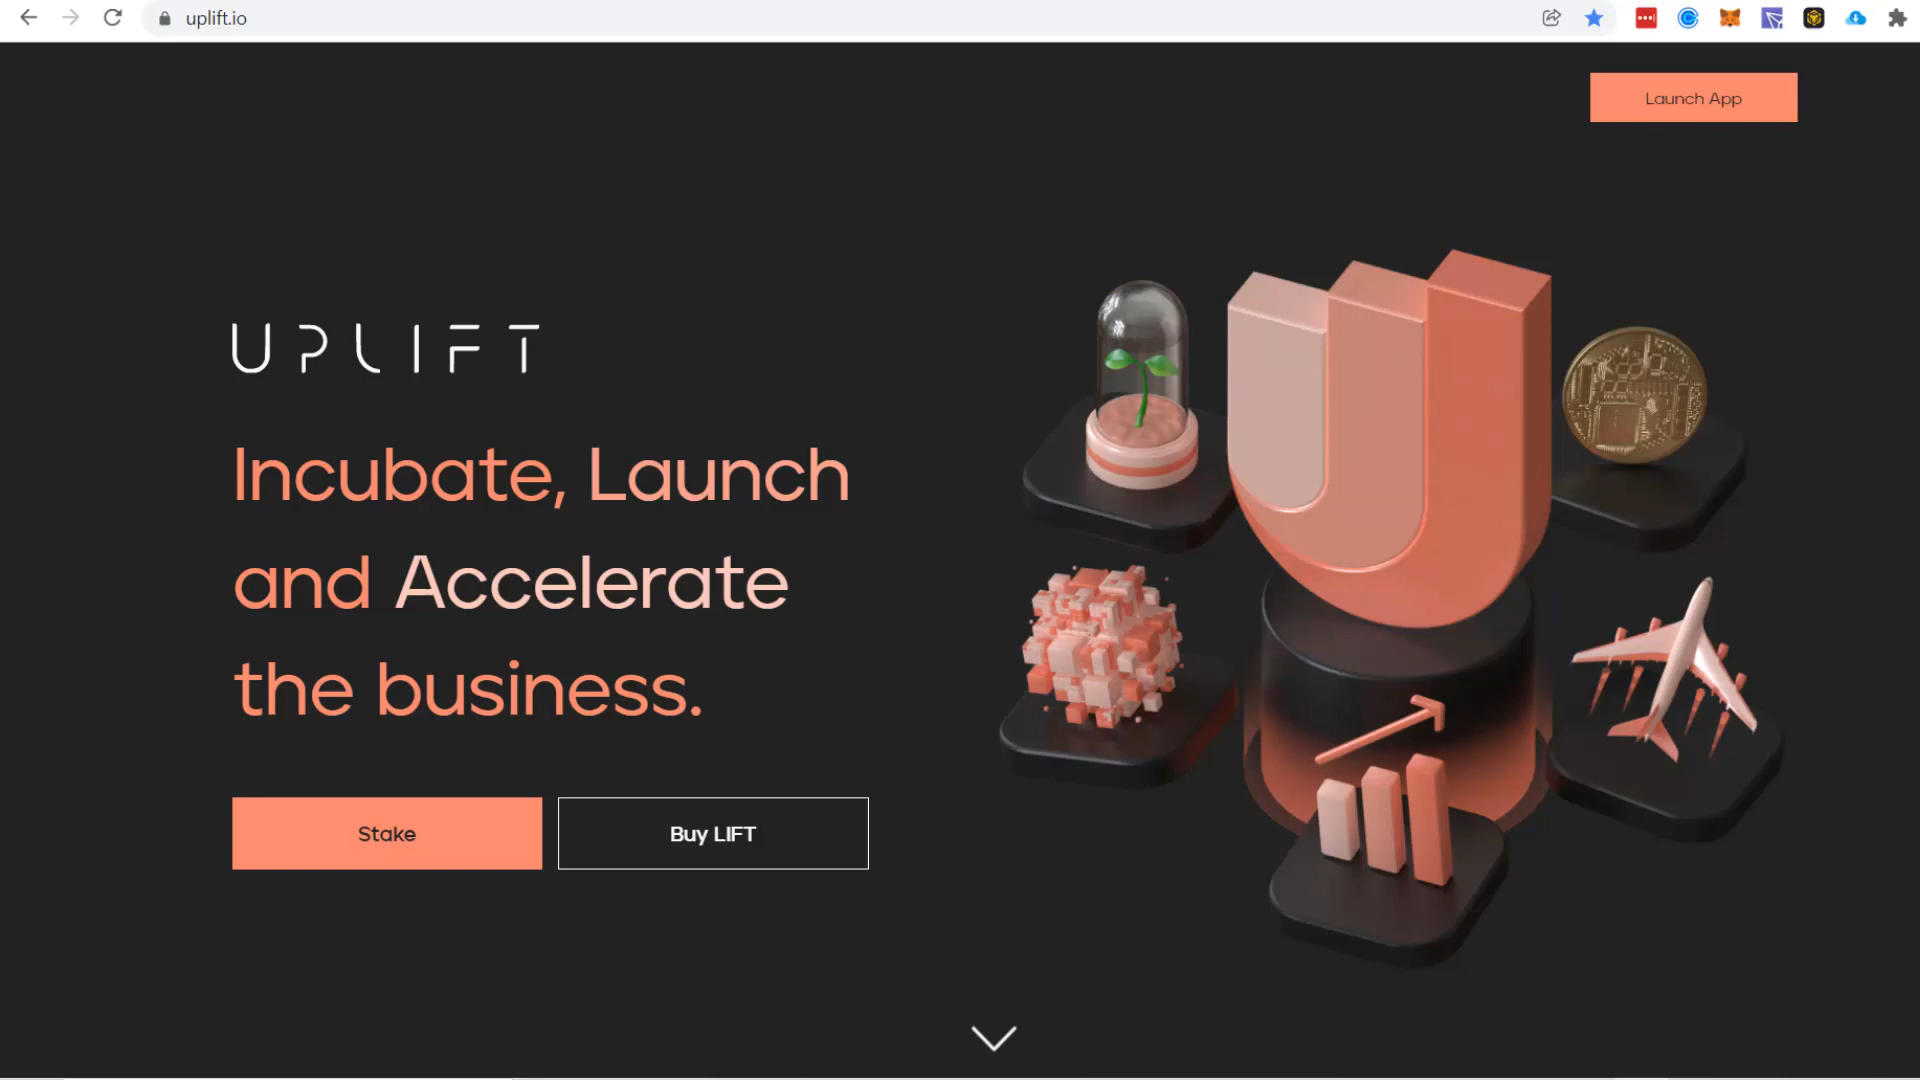 uplift.io
Launch App
UPLIFT
Incubate, Launch
and Accelerate
the business.
Stake
Buy LIFT